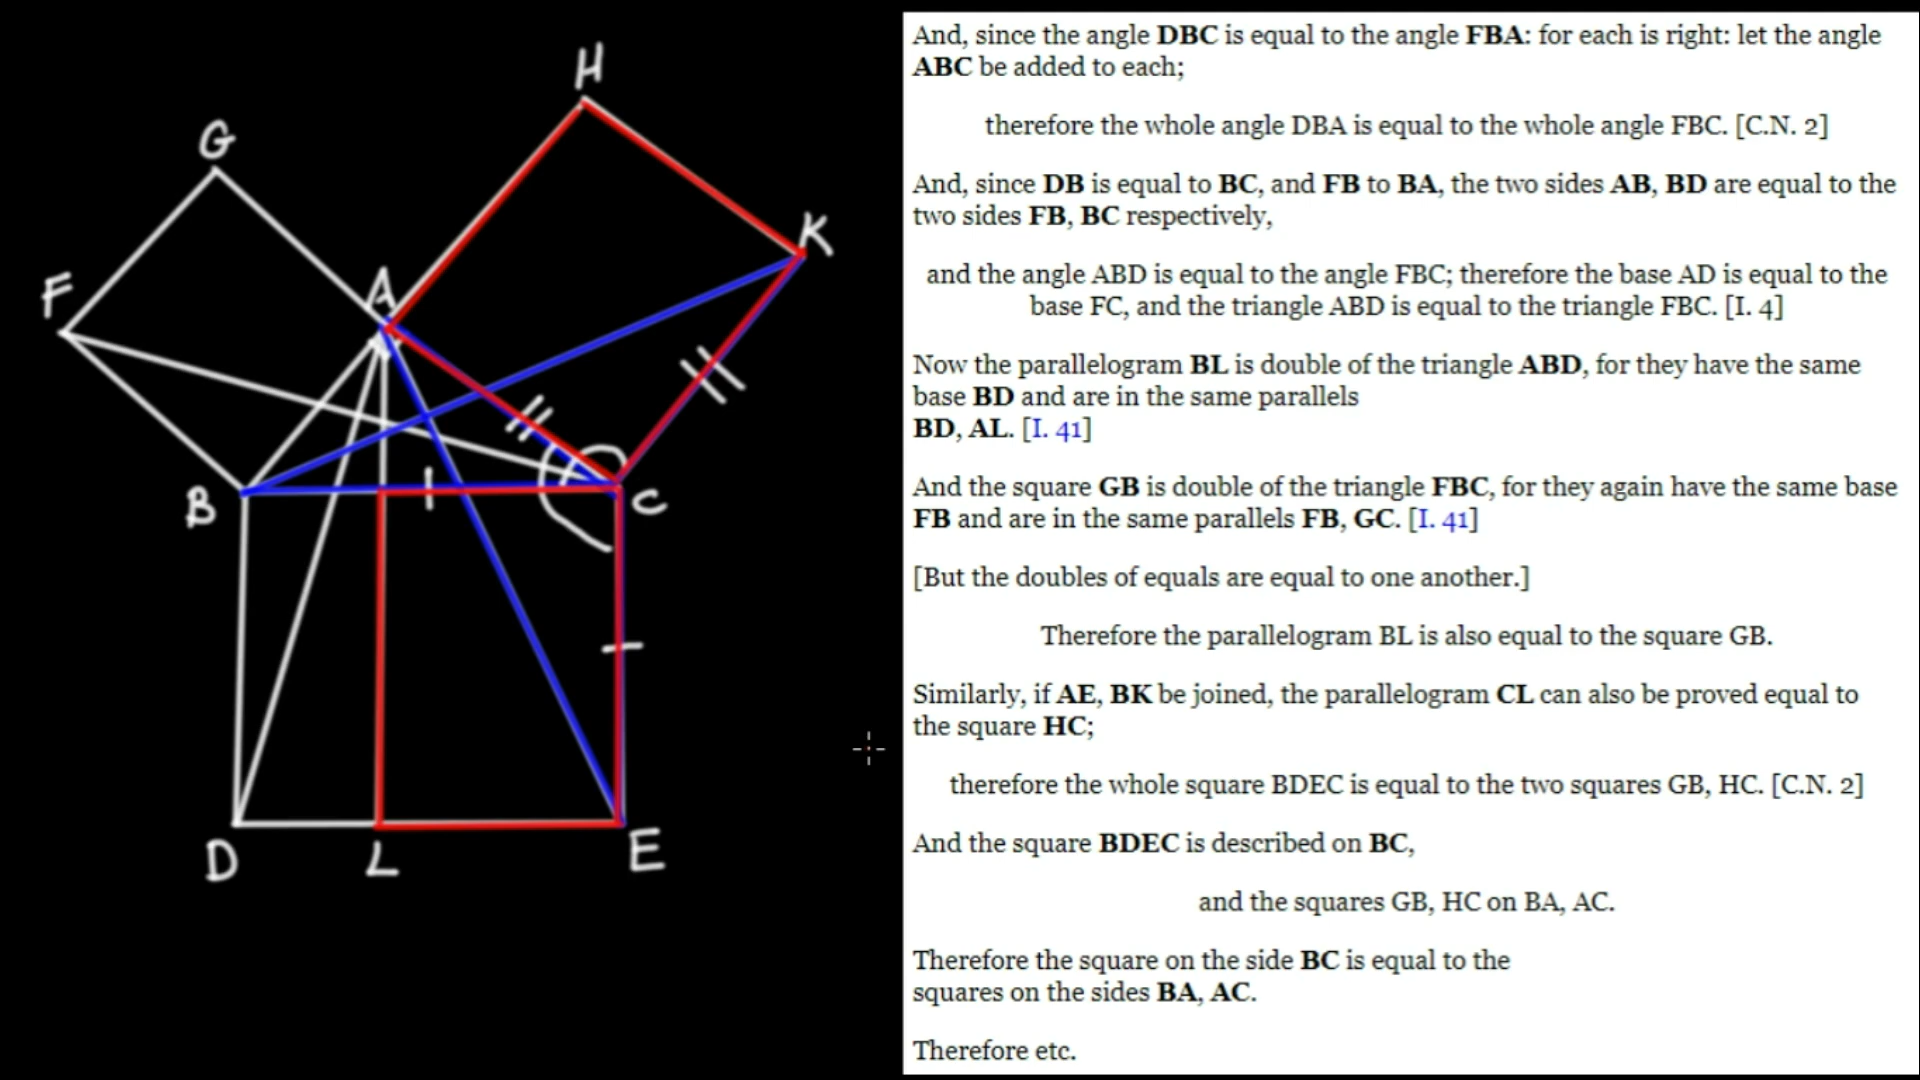 H
G
K
F
A
B
C
D
L
E
And, since the angle DBC is equal to the angle FBA: for each is right: let the angle
ABC be added to each;
therefore the whole angle DBA is equal to the whole angle FBC. [C.N. 2]
And, since DB is equal to BC, and FB to BA, the two sides AB, BD are equal to the
two sides FB, BC respectively,
and the angle ABD is equal to the angle FBC; therefore the base AD is equal to the
base FC, and the triangle ABD is equal to the triangle FBC. [I. 4]
Now the parallelogram BL is double of the triangle ABD, for they have the same
base BD and are in the same parallels
BD, AL. [I. 41]
And the square GB is double of the triangle FBC, for they again have the same base
FB and are in the same parallels FB, GC. [I. 41]
[But the doubles of equals are equal to one another.]
Therefore the parallelogram BL is also equal to the square GB.
Similarly, if AE, BK be joined, the parallelogram CL can also be proved equal to
the square HC;
therefore the whole square BDEC is equal to the two squares GB, HC. [C.N. 2]
And the square BDEC is described on BC,
and the squares GB, HC on BA, AC.
Therefore the square on the side BC is equal to the
squares on the sides BA, AC.
Therefore etc.